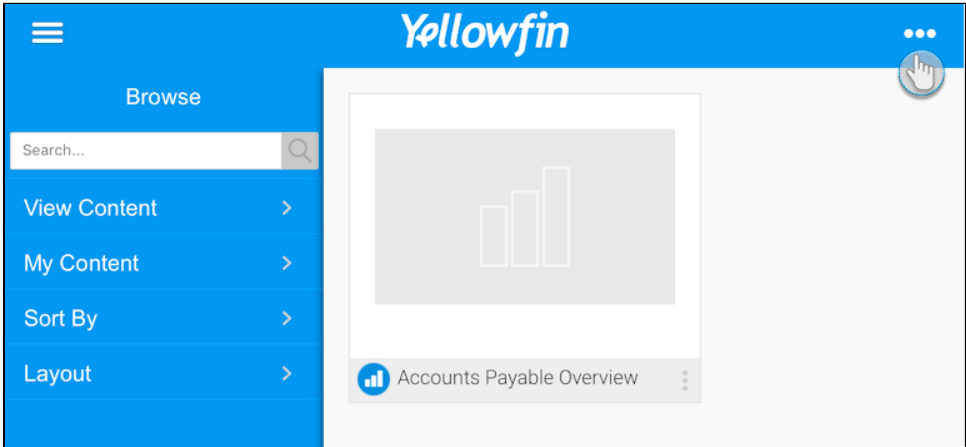 Yellowfin
Browse
Search...
View Content
My Content
Sort By
Layout
Accounts Payable Overview